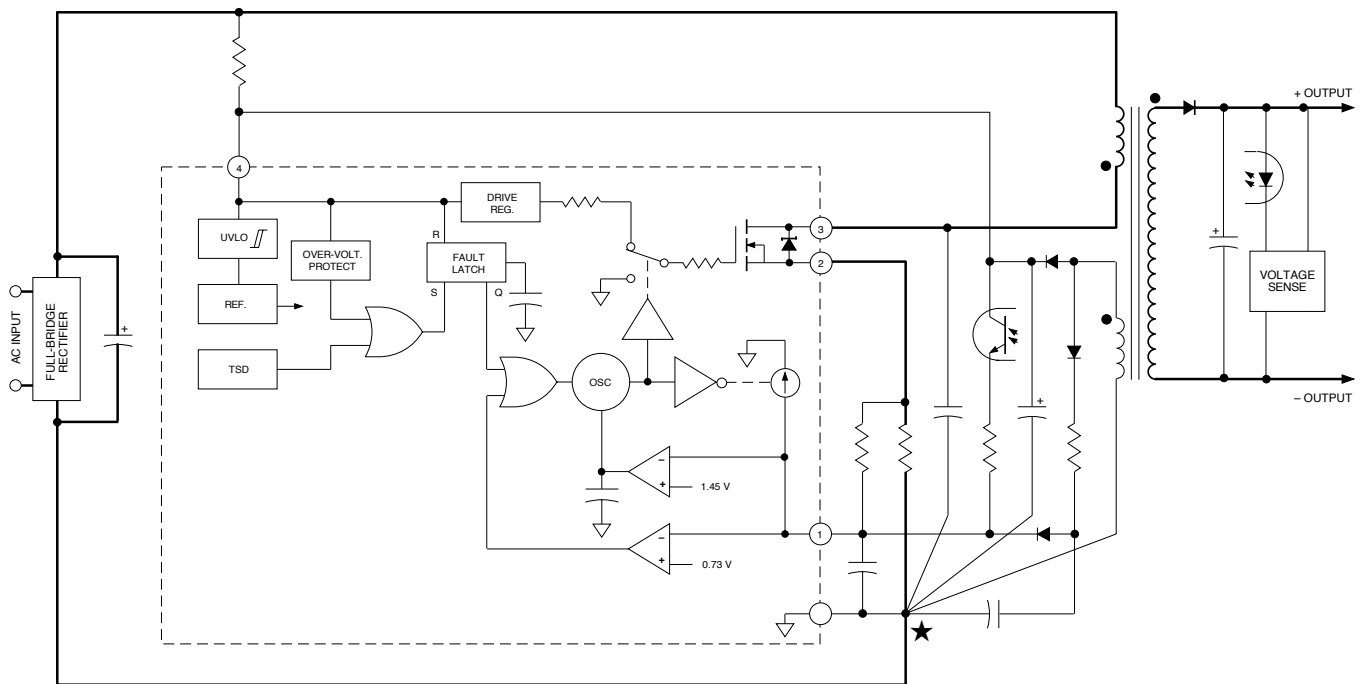 + OUTPUT
4
DRIVE
REG.
R
UVLO
OVER-VOLT.
PROTECT
FAULT
LATCH
3
2
S
Q
REF.
+
VOLTAGE
SENSE
AC INPUT
FULL-BRIDGE
RECTIFIER
+
TSD
OSC
− OUTPUT
+
−
+
1.45 V
1
−
+
0.73 V